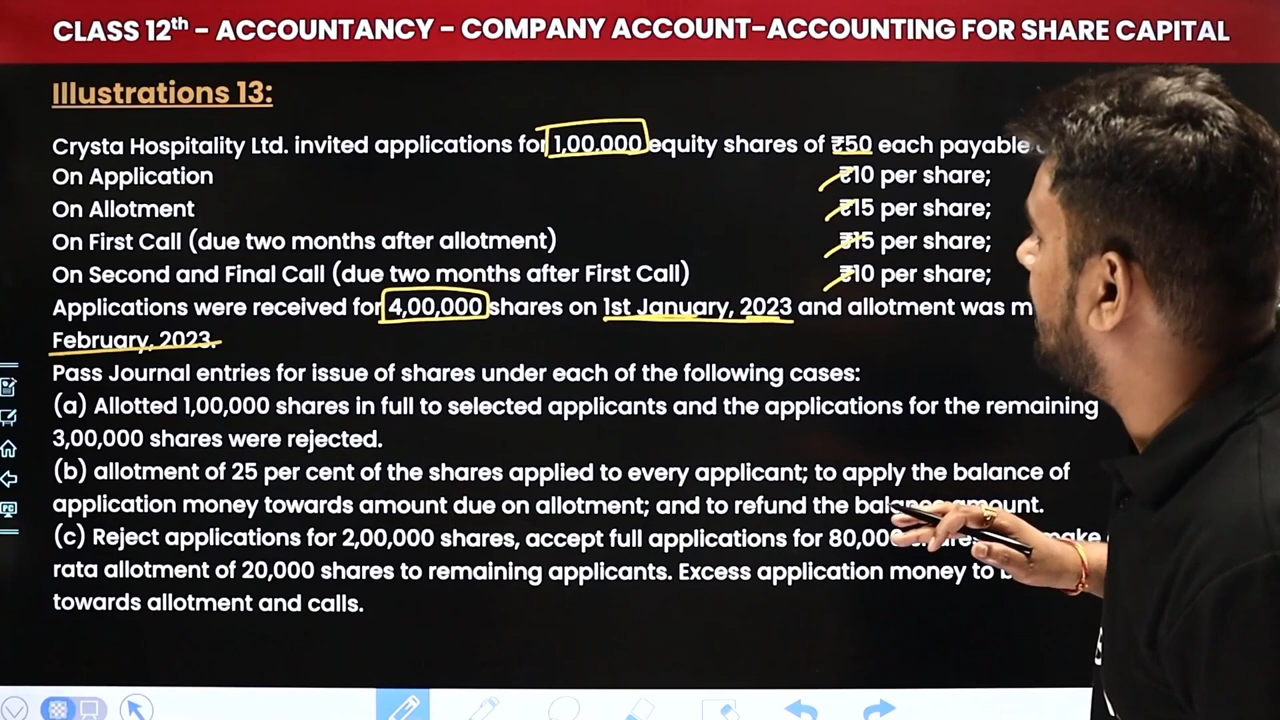 CLASS 12th – ACCOUNTANCY – COMPANY ACCOUNT–ACCOUNTING FOR SHARE CAPITAL
Illustrations 13:
Crysta Hospitality Ltd. invited applications for 1,00,000 equity shares of ₹50 each payable
On Application ₹10 per share;
On Allotment ₹15 per share;
On First Call (due two months after allotment) ₹15 per share;
On Second and Final Call (due two months after First Call) ₹10 per share;
Applications were received for 4,00,000 shares on 1st January, 2023 and allotment was
February, 2023.
Pass Journal entries for issue of shares under each of the following cases:
(a) Allotted 1,00,000 shares in full to selected applicants and the applications for the remaining
3,00,000 shares were rejected.
(b) allotment of 25 per cent of the shares applied to every applicant; to apply the balance of
application money towards amount due on allotment; and to refund the balance amount.
(c) Reject applications for 2,00,000 shares, accept full applications for 80,000 shares make
rata allotment of 20,000 shares to remaining applicants. Excess application money to
towards allotment and calls.